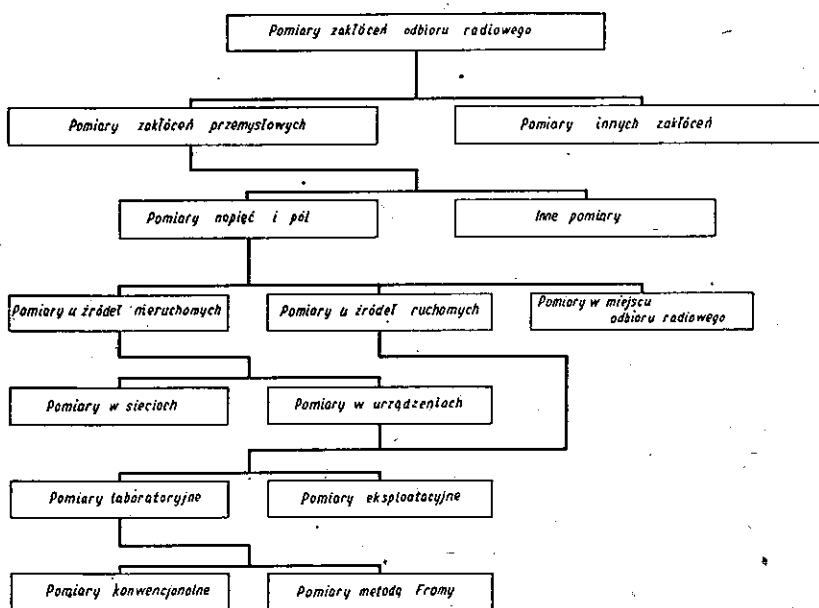 Pomiary zakłóceń odbioru radiowego
Pomiary zakłóceń przemysłowych
Pomiary innych zakłóceń
Pomiary napięć i pól
Inne pomiary
Pomiary u źródeł nieruchomych
Pomiary u źródeł ruchomych
Pomiary w miejscu
odbioru radiowego
Pomiary w sieciach
Pomiary w urządzeniach
Pomiary laboratoryjne
Pomiary eksploatacyjne
Pomiary konwencjonalne
Pomiary metodą Framy